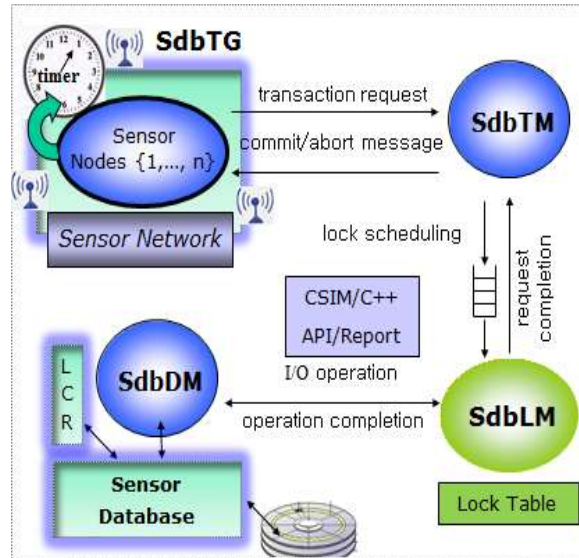 SdbTG
timer
transaction request
SdbTM
Sensor
Nodes {1,..., n}
commit/abort message
Sensor Network
lock scheduling
request
completion
CSIM/C++
API/Report
L
C
R
SdbDM
I/O operation
operation completion
SdbLM
Sensor
Database
Lock Table